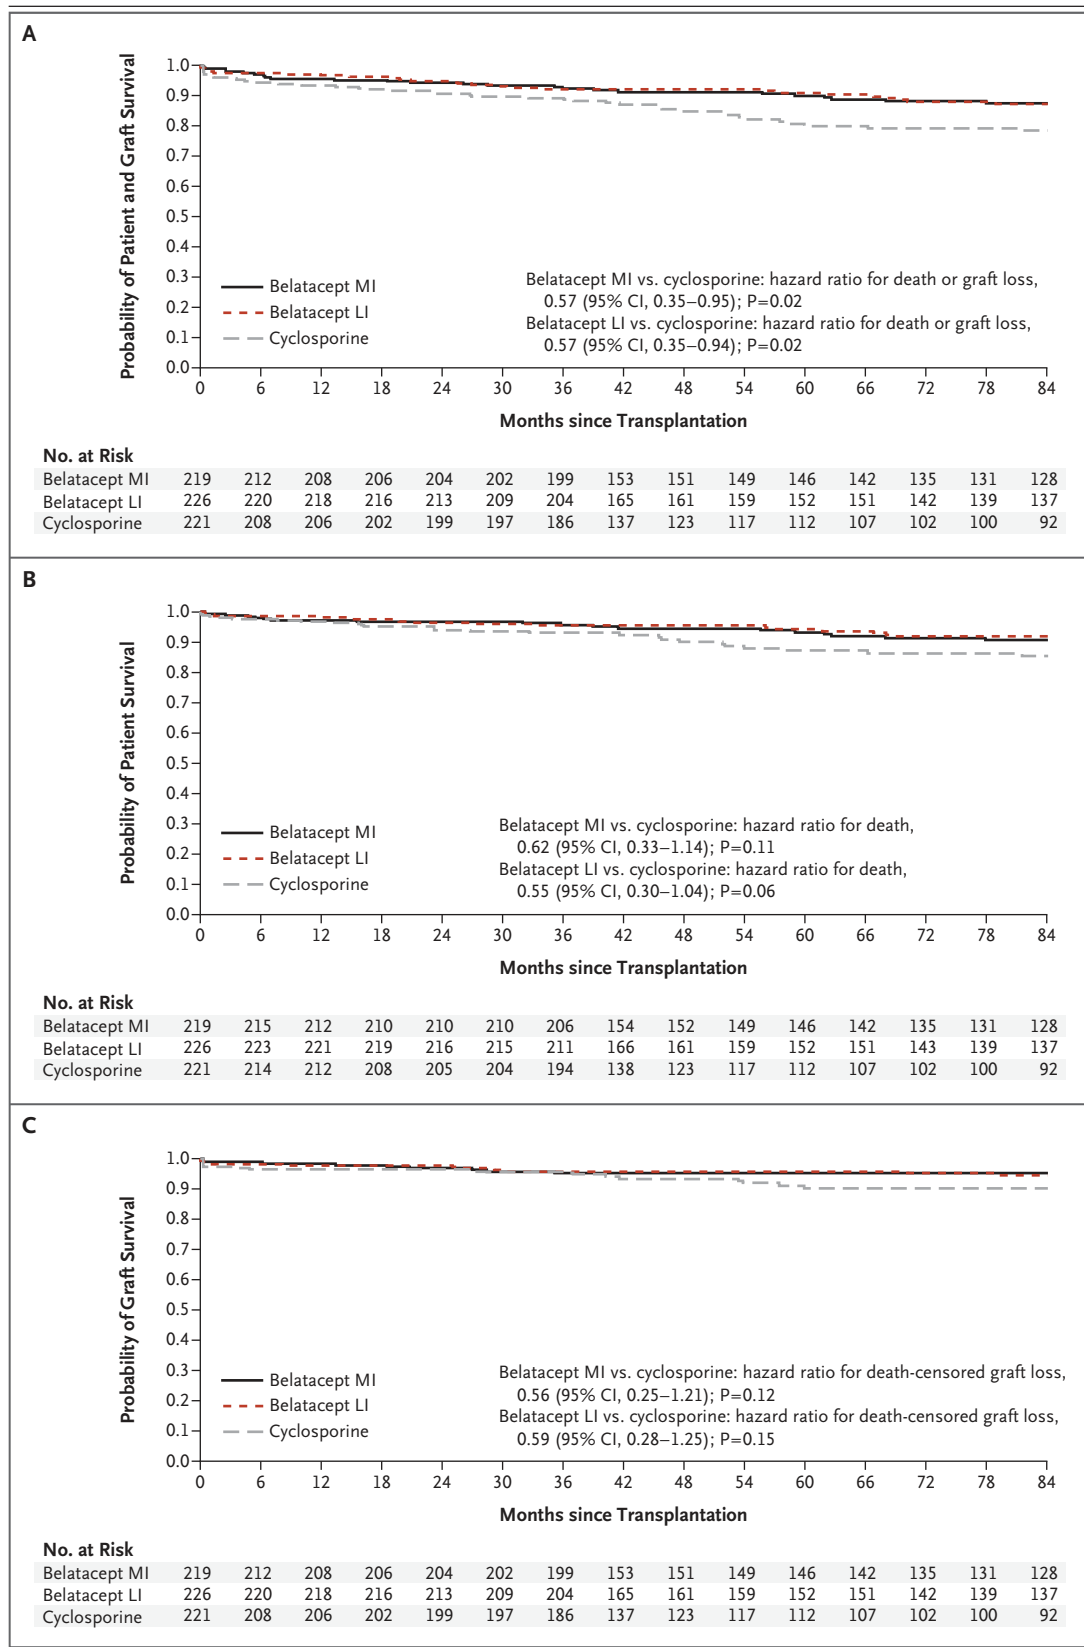 A
Probability of Patient and Graft Survival
1.0
0.9
0.8
0.7
0.6
0.5
0.4
0.3
0.2
0.1
0.0
Belatacept MI
Belatacept LI
Cyclosporine
Belatacept MI vs. cyclosporine: hazard ratio for death or graft loss,
0.57 (95% CI, 0.35–0.95); P=0.02
Belatacept LI vs. cyclosporine: hazard ratio for death or graft loss,
0.57 (95% CI, 0.35–0.94); P=0.02
0 6 12 18 24 30 36 42 48 54 60 66 72 78 84
Months since Transplantation
No. at Risk
Belatacept MI 219 212 208 206 204 202 199 153 151 149 146 142 135 131 128
Belatacept LI 226 220 218 216 213 209 204 165 161 159 152 151 142 139 137
Cyclosporine 221 208 206 202 199 197 186 137 123 117 112 107 102 100 92
B
Probability of Patient Survival
1.0
0.9
0.8
0.7
0.6
0.5
0.4
0.3
0.2
0.1
0.0
Belatacept MI
Belatacept LI
Cyclosporine
Belatacept MI vs. cyclosporine: hazard ratio for death,
0.62 (95% CI, 0.33–1.14); P=0.11
Belatacept LI vs. cyclosporine: hazard ratio for death,
0.55 (95% CI, 0.30–1.04); P=0.06
0 6 12 18 24 30 36 42 48 54 60 66 72 78 84
Months since Transplantation
No. at Risk
Belatacept MI 219 215 212 210 210 210 206 154 152 149 146 142 135 131 128
Belatacept LI 226 223 221 219 216 215 211 166 161 159 152 151 143 139 137
Cyclosporine 221 214 212 208 205 204 194 138 123 117 112 107 102 100 92
C
Probability of Graft Survival
1.0
0.9
0.8
0.7
0.6
0.5
0.4
0.3
0.2
0.1
0.0
Belatacept MI
Belatacept LI
Cyclosporine
Belatacept MI vs. cyclosporine: hazard ratio for death-censored graft loss,
0.56 (95% CI, 0.25–1.21); P=0.12
Belatacept LI vs. cyclosporine: hazard ratio for death-censored graft loss,
0.59 (95% CI, 0.28–1.25); P=0.15
0 6 12 18 24 30 36 42 48 54 60 66 72 78 84
Months since Transplantation
No. at Risk
Belatacept MI 219 212 208 206 204 202 199 153 151 149 146 142 135 131 128
Belatacept LI 226 220 218 216 213 209 204 165 161 159 152 151 142 139 137
Cyclosporine 221 208 206 202 199 197 186 137 123 117 112 107 102 100 92